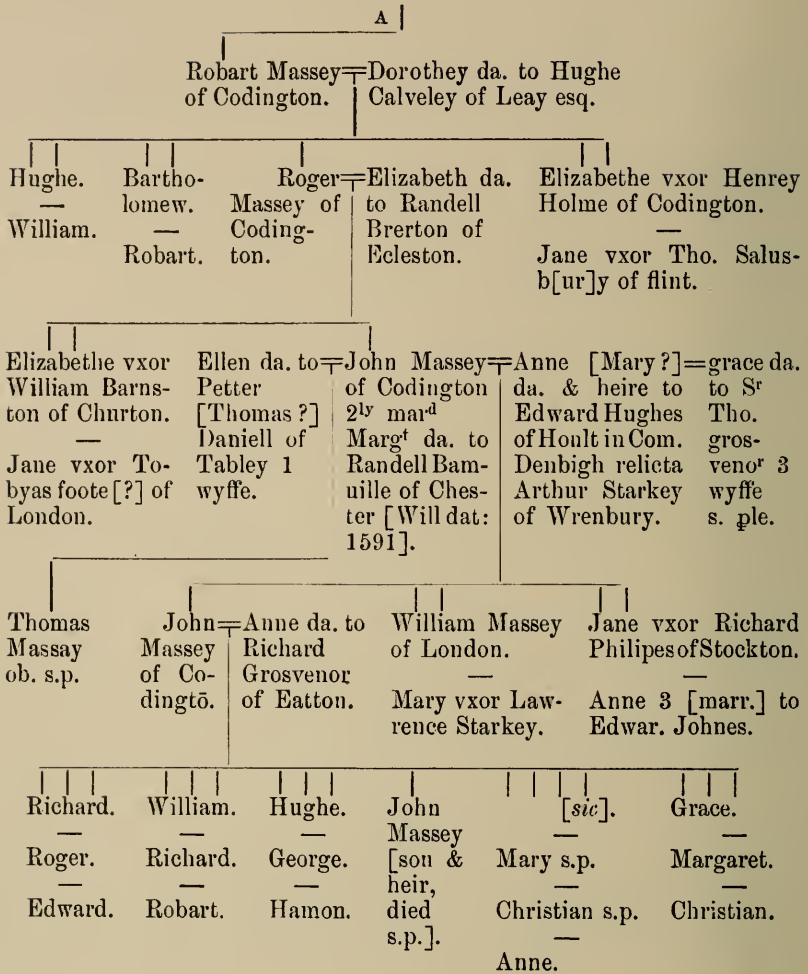 A
Robart Massey=Dorothey da. to Hughe
of Codington. Calveley of Leay esq.
Hughe.
—
William.
Bartho-
lomew.
—
Robart.
Roger=Elizabeth da.
Massey of to Randell
Coding- Brerton of
ton. Ecleston.
Elizabethe vxor Henrey
Holme of Codington.
—
Jane vxor Tho. Salus-
b[ur]y of flint.
Elizabethe vxor
William Barns-
ton of Churton.
—
Jane vxor To-
byas foote [?] of
London.
Ellen da. to=John Massey=Anne [Mary ?]=grace da.
Petter of Codington da. & heire to to Sʳ
[Thomas ?] 2ˡʸ marᵈ Edward Hughes Tho.
Daniell of Margᵗ da. to of Hoult in Com. gros-
Tabley 1 Randell Bam- Denbigh relicta venoʳ 3
wyffe. uille of Ches- Arthur Starkey wyffe
ter [Will dat: of Wrenbury. s. ꝑle.
1591].
Thomas
Massay
ob. s.p.
John=Anne da. to
Massey Richard
of Co- Grosvenor
dingtō. of Eatton.
William Massey
of London.
—
Mary vxor Law-
rence Starkey.
Jane vxor Richard
Philipes of Stockton.
—
Anne 3 [marr.] to
Edwar. Johnes.
Richard.
—
Roger.
—
Edward.
William.
—
Richard.
—
Robart.
Hughe.
—
George.
—
Hamon.
John
Massey
[son &
heir,
died
s.p.].
[sic].
—
Mary s.p.
—
Christian s.p.
—
Anne.
Grace.
—
Margaret.
—
Christian.